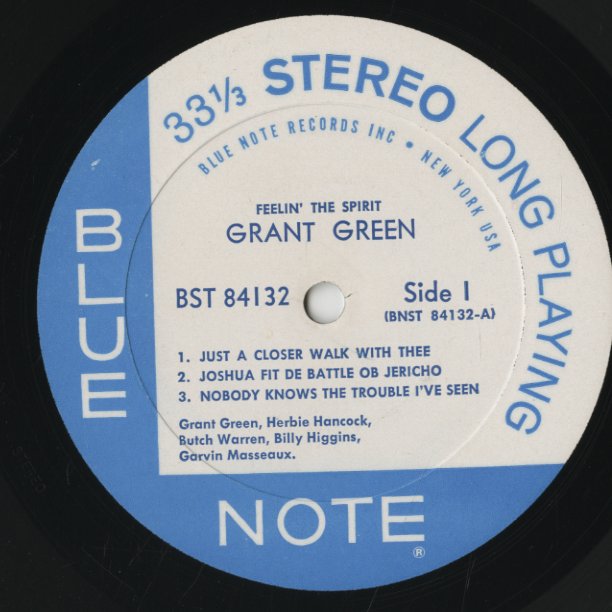 33⅓ STEREO LONG PLAYING
BLUE NOTE RECORDS INC • NEW YORK USA
FEELIN' THE SPIRIT
GRANT GREEN
BST 84132
Side 1
(BNST 84132-A)
1. JUST A CLOSER WALK WITH THEE
2. JOSHUA FIT DE BATTLE OB JERICHO
3. NOBODY KNOWS THE TROUBLE I'VE SEEN
Grant Green, Herbie Hancock,
Butch Warren, Billy Higgins,
Garvin Masseaux.
BLUE
NOTE®